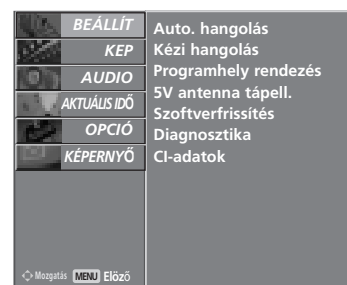 BEÁLLÍT
KEP
AUDIO
AKTUÁLIS IDŐ
OPCIÓ
KÉPERNYŐ
Auto. hangolás
Kézi hangolás
Programhely rendezés
5V antenna tápell.
Szoftverfrissítés
Diagnosztika
CI-adatok
Mozgatás MENU Előző